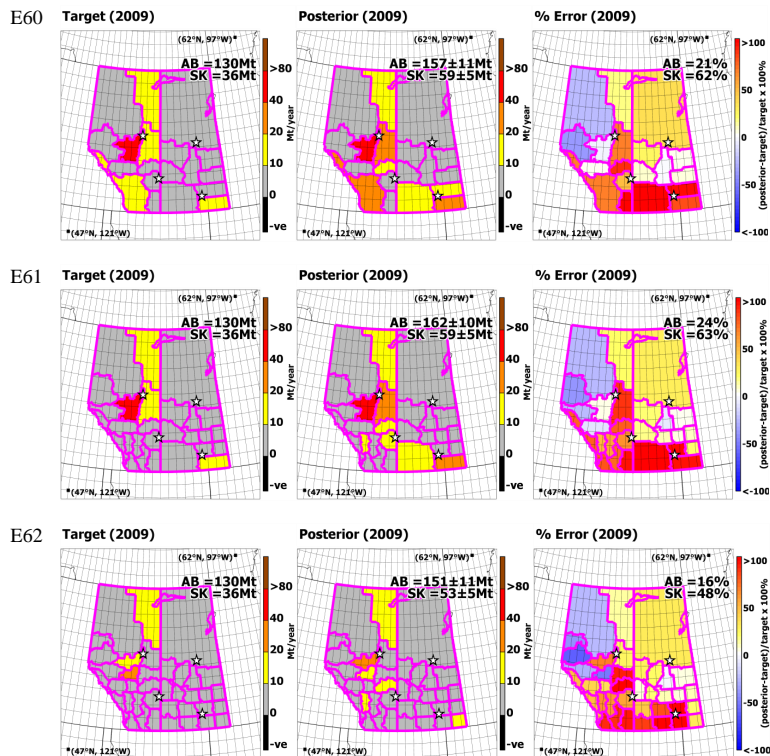 E60
Target (2009)
Posterior (2009)
% Error (2009)
(62°N, 97°W)
AB =130Mt
SK =36Mt
(47°N, 121°W)
>80
40
20
10
0
-ve
Mt/year
(62°N, 97°W)
AB =157±11Mt
SK =59±5Mt
(47°N, 121°W)
>80
40
20
10
0
-ve
Mt/year
(62°N, 97°W)
AB =21%
SK =62%
(47°N, 121°W)
>100
50
0
-50
<-100
(posterior-target)/target x 100%
E61
Target (2009)
Posterior (2009)
% Error (2009)
(62°N, 97°W)
AB =130Mt
SK =36Mt
(47°N, 121°W)
>80
40
20
10
0
-ve
Mt/year
(62°N, 97°W)
AB =162±10Mt
SK =59±5Mt
(47°N, 121°W)
>80
40
20
10
0
-ve
Mt/year
(62°N, 97°W)
AB =24%
SK =63%
(47°N, 121°W)
>100
50
0
-50
<-100
(posterior-target)/target x 100%
E62
Target (2009)
Posterior (2009)
% Error (2009)
(62°N, 97°W)
AB =130Mt
SK =36Mt
(47°N, 121°W)
>80
40
20
10
0
-ve
Mt/year
(62°N, 97°W)
AB =151±11Mt
SK =53±5Mt
(47°N, 121°W)
>80
40
20
10
0
-ve
Mt/year
(62°N, 97°W)
AB =16%
SK =48%
(47°N, 121°W)
>100
50
0
-50
<-100
(posterior-target)/target x 100%